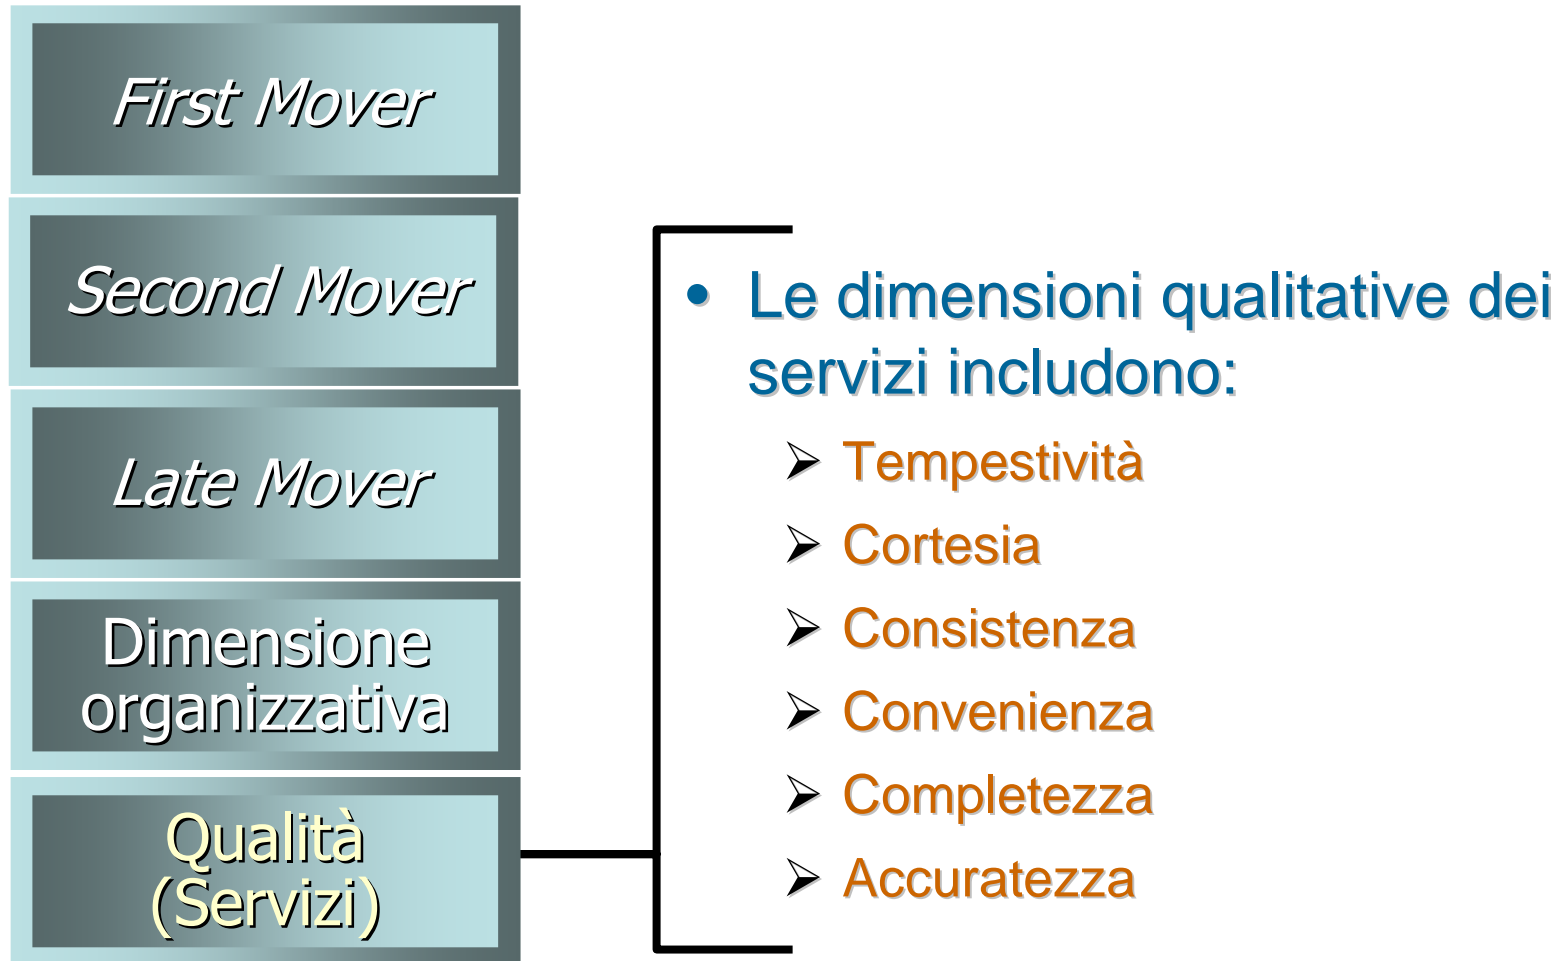 First Mover
Second Mover
Late Mover
Dimensione
organizzativa
Qualità
(Servizi)
• Le dimensioni qualitative dei
servizi includono:
➢ Tempestività
➢ Cortesia
➢ Consistenza
➢ Convenienza
➢ Completezza
➢ Accuratezza